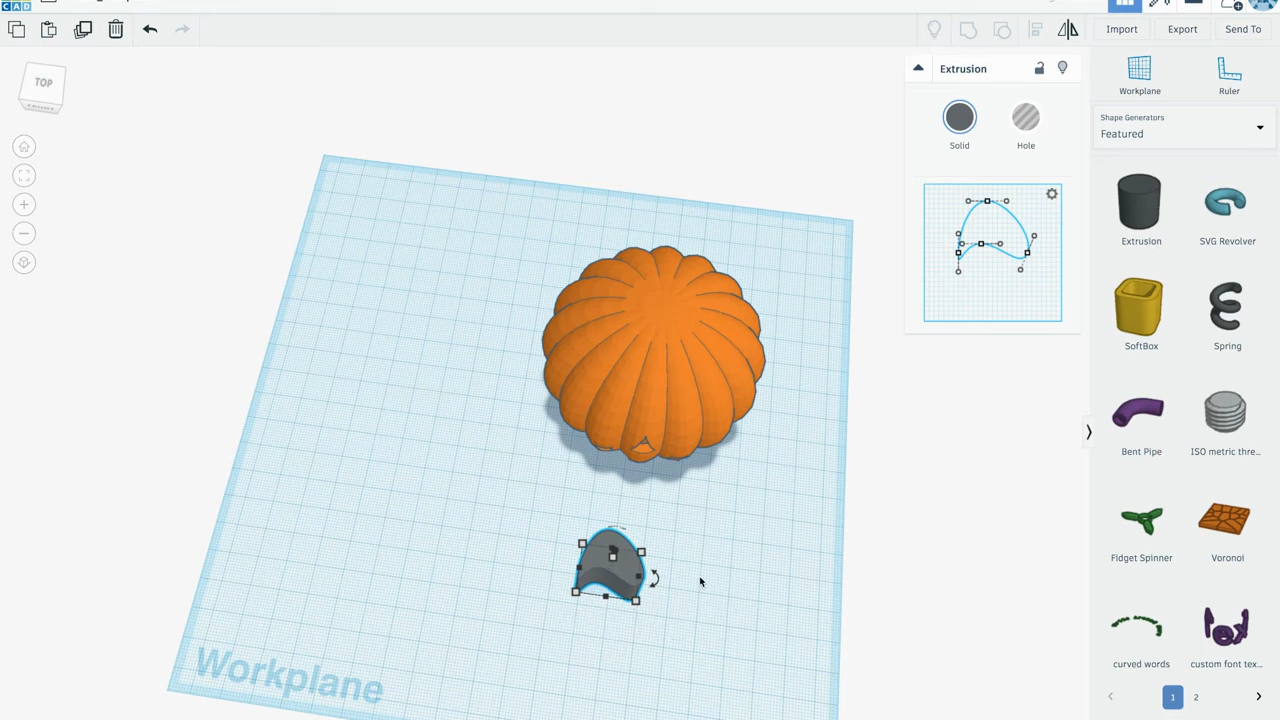 CAD
Import
Export
Send To
TOP
Extrusion
Workplane
Ruler
Solid
Hole
Shape Generators
Featured
Extrusion
SVG Revolver
SoftBox
Spring
Bent Pipe
ISO metric thre...
Fidget Spinner
Voronoi
curved words
custom font tex...
1
2
Workplane